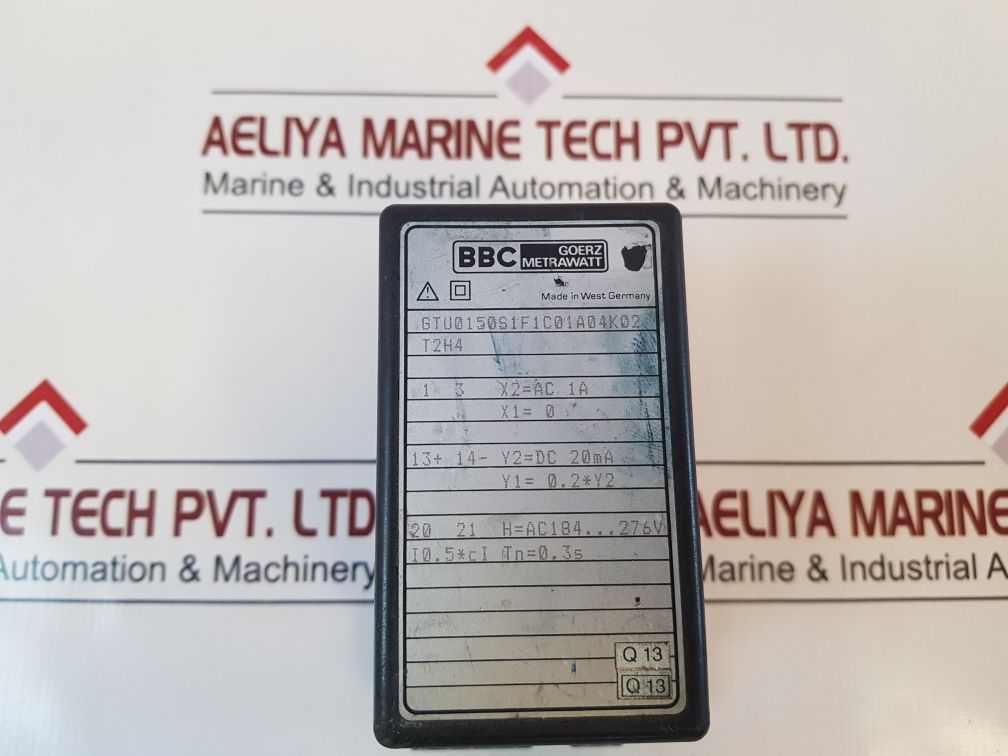 AELIYA MARINE TECH PVT. LTD.
Marine & Industrial Automation & Machinery
BBC GOERZ
METRAWATT
Made in West Germany
GTU0150S1F1C01A04K02
T2H4
1 3 X2=AC 1A
X1= 0
13+ 14- Y2=DC 20mA
Y1= 0.2*Y2
20 21 H=AC184...276V
I0.5*cI Tn=0.3s
Q 13
Q 13
E TECH PVT. LTD
Automation & Machinery
AELIYA MARINE
Marine & Industrial A